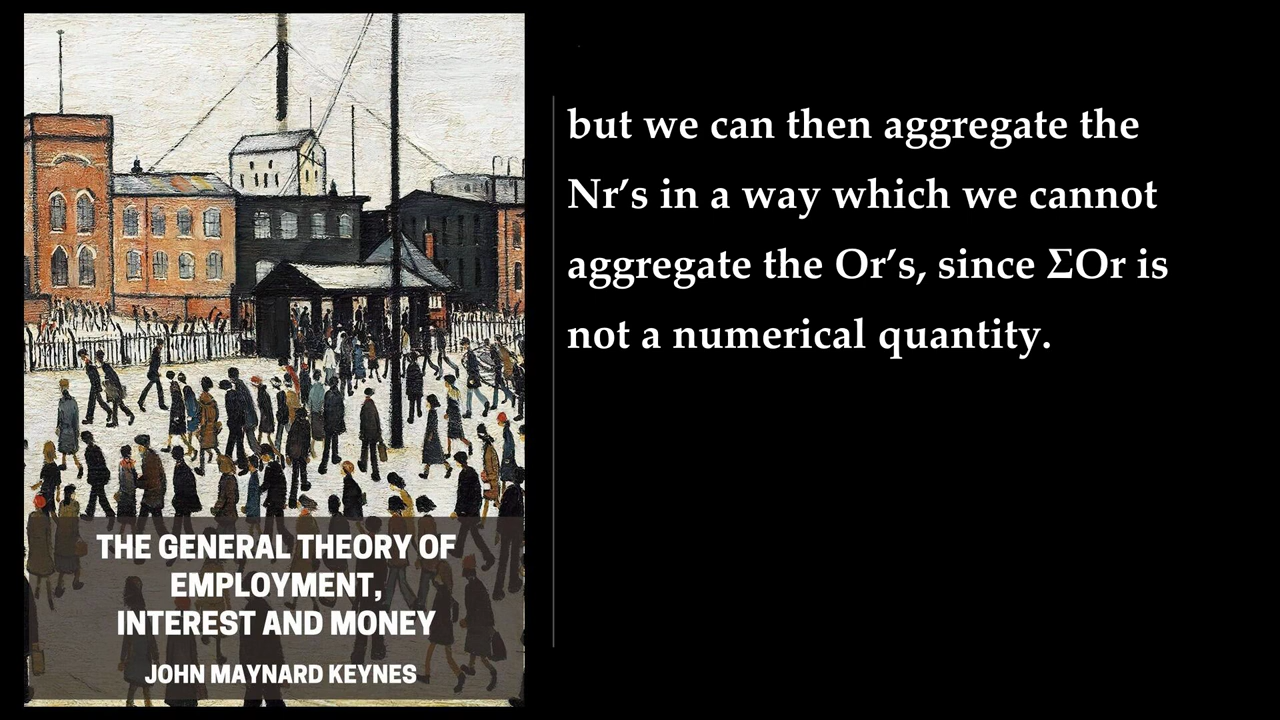 THE GENERAL THEORY OF
EMPLOYMENT,
INTEREST AND MONEY
JOHN MAYNARD KEYNES
but we can then aggregate the
Nr’s in a way which we cannot
aggregate the Or’s, since ΣOr is
not a numerical quantity.